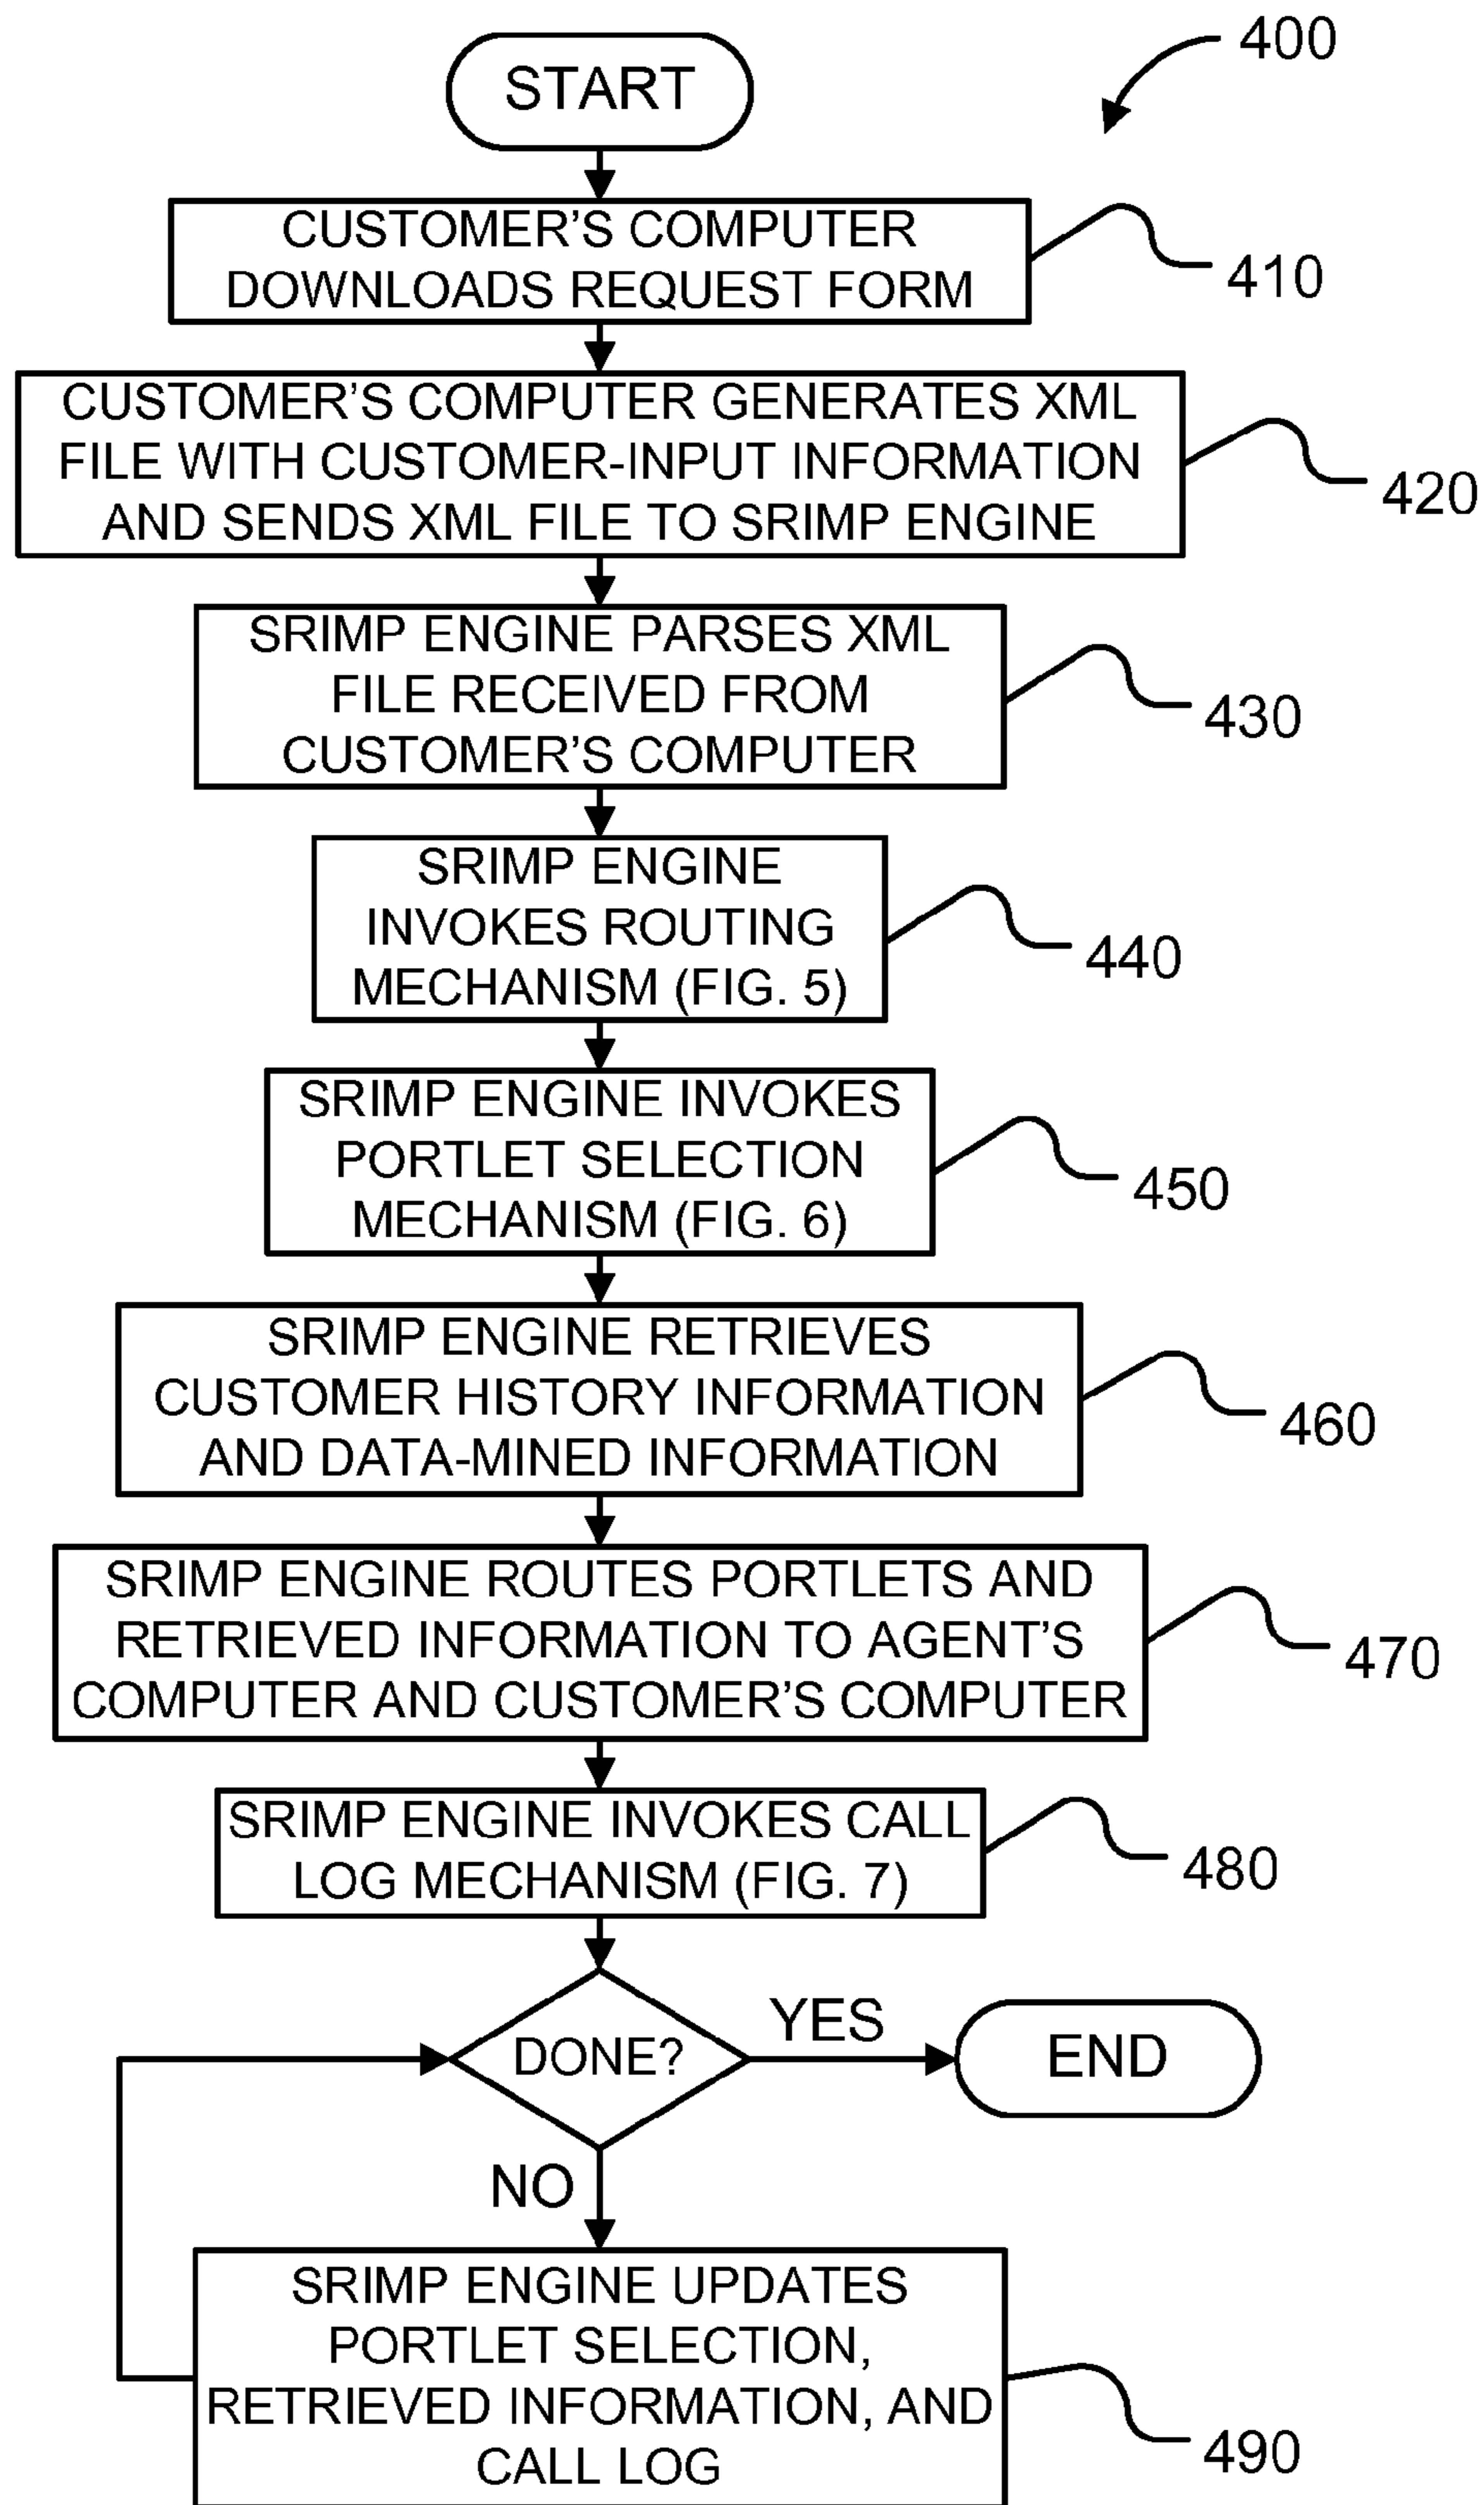 400
START
CUSTOMER'S COMPUTER
DOWNLOADS REQUEST FORM
410
CUSTOMER'S COMPUTER GENERATES XML
FILE WITH CUSTOMER-INPUT INFORMATION
AND SENDS XML FILE TO SRIMP ENGINE
420
SRIMP ENGINE PARSES XML
FILE RECEIVED FROM
CUSTOMER'S COMPUTER
430
SRIMP ENGINE
INVOKES ROUTING
MECHANISM (FIG. 5)
440
SRIMP ENGINE INVOKES
PORTLET SELECTION
MECHANISM (FIG. 6)
450
SRIMP ENGINE RETRIEVES
CUSTOMER HISTORY INFORMATION
AND DATA-MINED INFORMATION
460
SRIMP ENGINE ROUTES PORTLETS AND
RETRIEVED INFORMATION TO AGENT'S
COMPUTER AND CUSTOMER'S COMPUTER
470
SRIMP ENGINE INVOKES CALL
LOG MECHANISM (FIG. 7)
480
DONE?
YES
END
NO
SRIMP ENGINE UPDATES
PORTLET SELECTION,
RETRIEVED INFORMATION, AND
CALL LOG
490